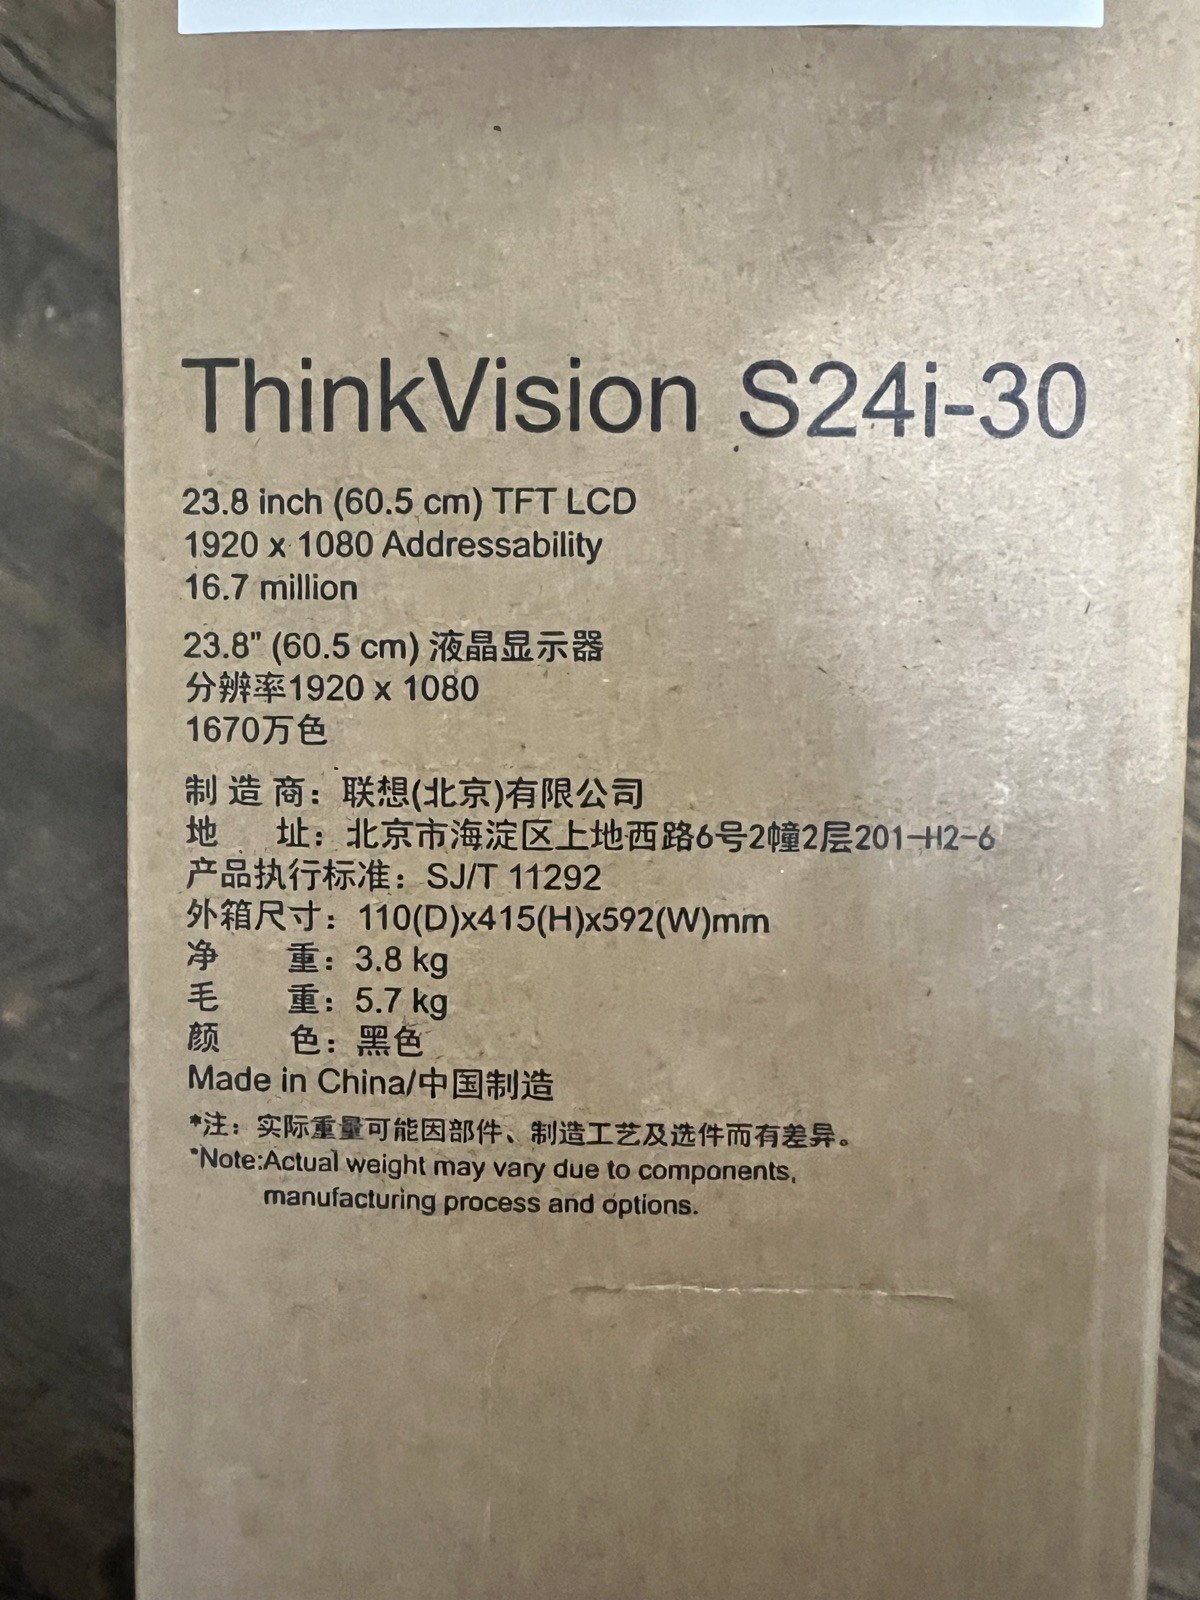 ThinkVision S24i-30
23.8 inch (60.5 cm) TFT LCD
1920 x 1080 Addressability
16.7 million
23.8" (60.5 cm) 液晶显示器
分辨率1920 x 1080
1670万色
制 造 商：联想(北京)有限公司
地 址：北京市海淀区上地西路6号2幢2层201-H2-6
产品执行标准：SJ/T 11292
外箱尺寸：110(D)x415(H)x592(W)mm
净 重：3.8 kg
毛 重：5.7 kg
颜 色：黑色
Made in China/中国制造
*注：实际重量可能因部件、制造工艺及选件而有差异。
*Note:Actual weight may vary due to components,
manufacturing process and options.